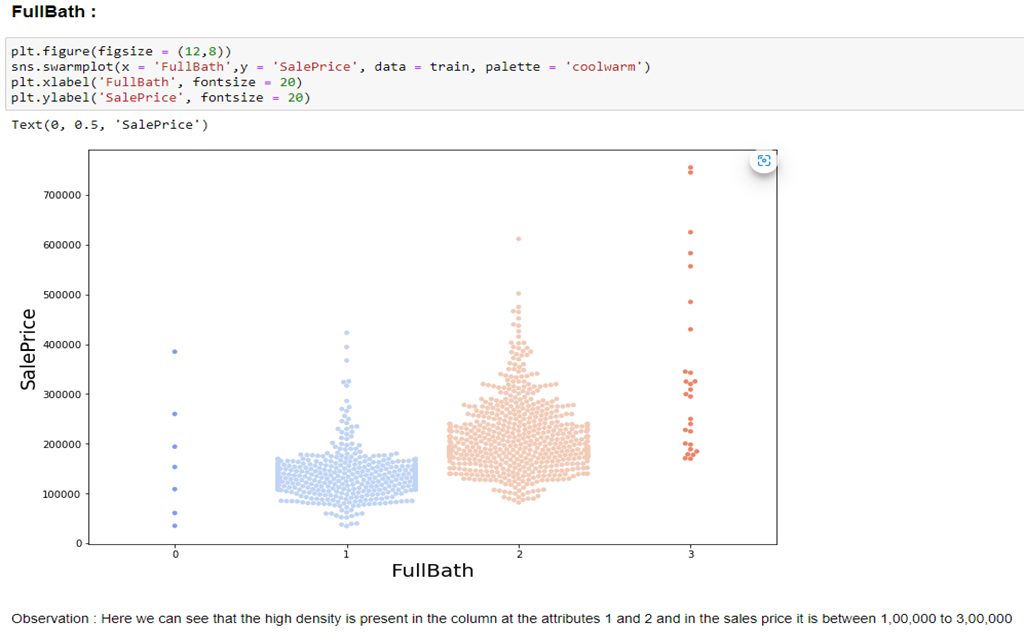 FullBath :
plt.figure(figsize = (12,8))
sns.swarmplot(x = 'FullBath',y = 'SalePrice', data = train, palette = 'coolwarm')
plt.xlabel('FullBath', fontsize = 20)
plt.ylabel('SalePrice', fontsize = 20)
Text(0, 0.5, 'SalePrice')
700000
600000
500000
400000
300000
200000
100000
0
SalePrice
0 1 2 3
FullBath
Observation : Here we can see that the high density is present in the column at the attributes 1 and 2 and in the sales price it is between 1,00,000 to 3,00,000